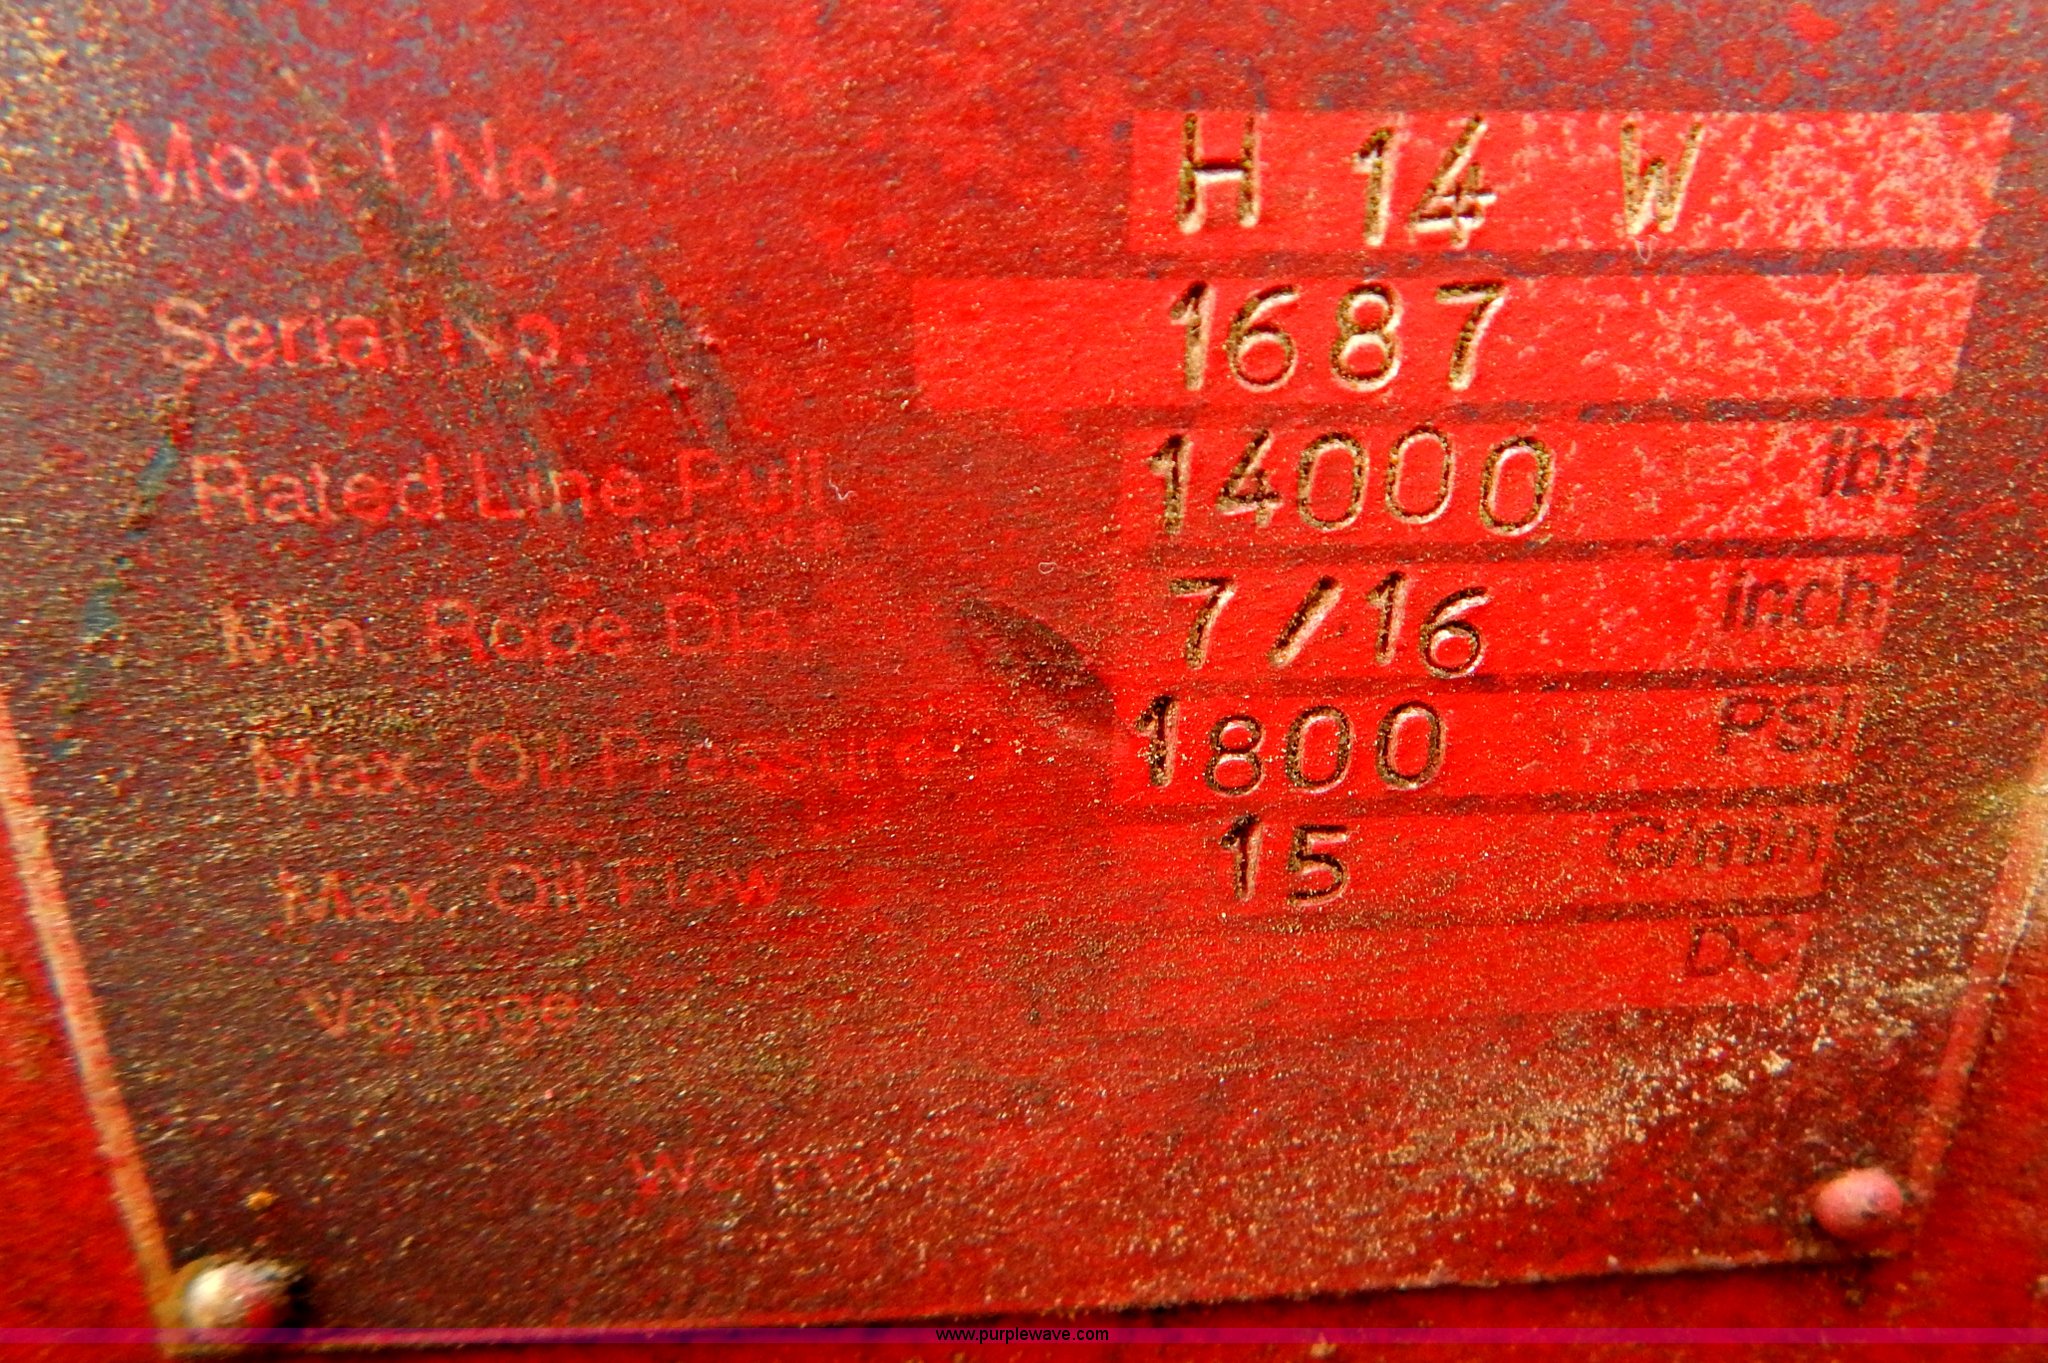 Model No. H 14 W
Serial No. 1687
Rated Line Pull 14000 lbf
Min. Rope Dia. 7/16 inch
Max. Oil Pressure 1800 PSI
Max. Oil Flow 15 G/min
Voltage DC
www.purplewave.com